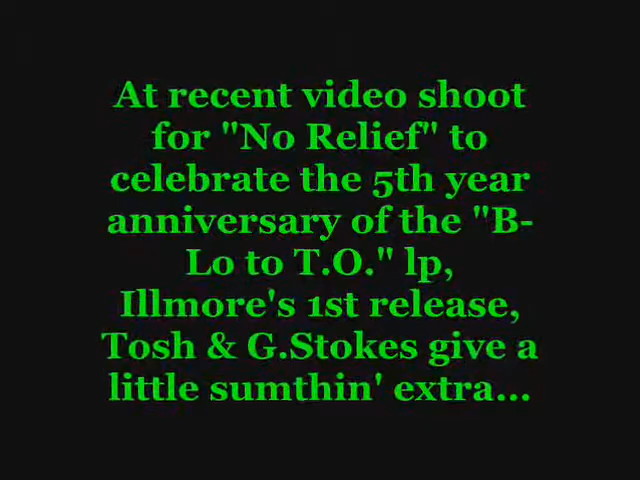 At recent video shoot
for "No Relief" to
celebrate the 5th year
anniversary of the "B-
Lo to T.O." lp,
Illmore's 1st release,
Tosh & G.Stokes give a
little sumthin' extra...